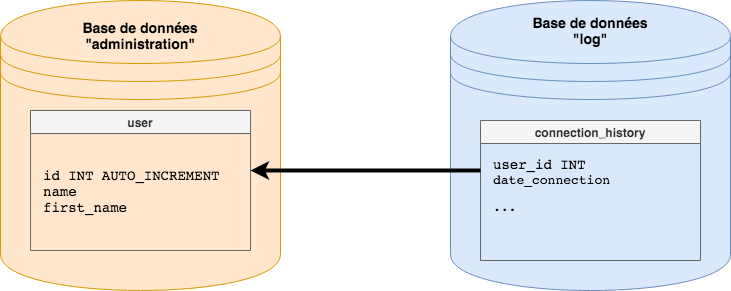 Base de données
"administration"
user
id INT AUTO_INCREMENT
name
first_name
Base de données
"log"
connection_history
user_id INT
date_connection
...